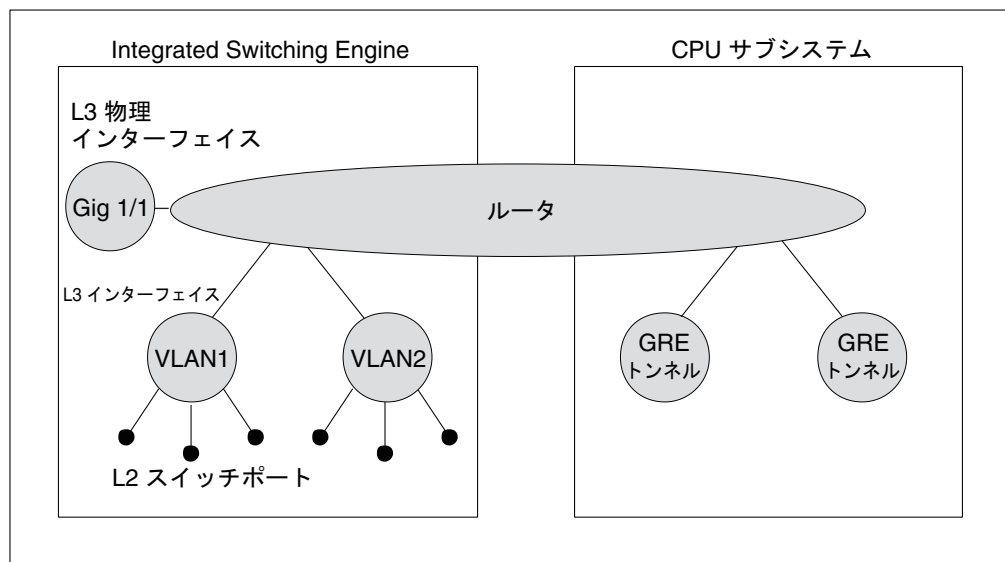 Integrated Switching Engine
CPU サブシステム
L3 物理
インターフェイス
Gig 1/1
ルータ
L3 インターフェイス
VLAN1
VLAN2
GRE
トンネル
GRE
トンネル
L2 スイッチポート